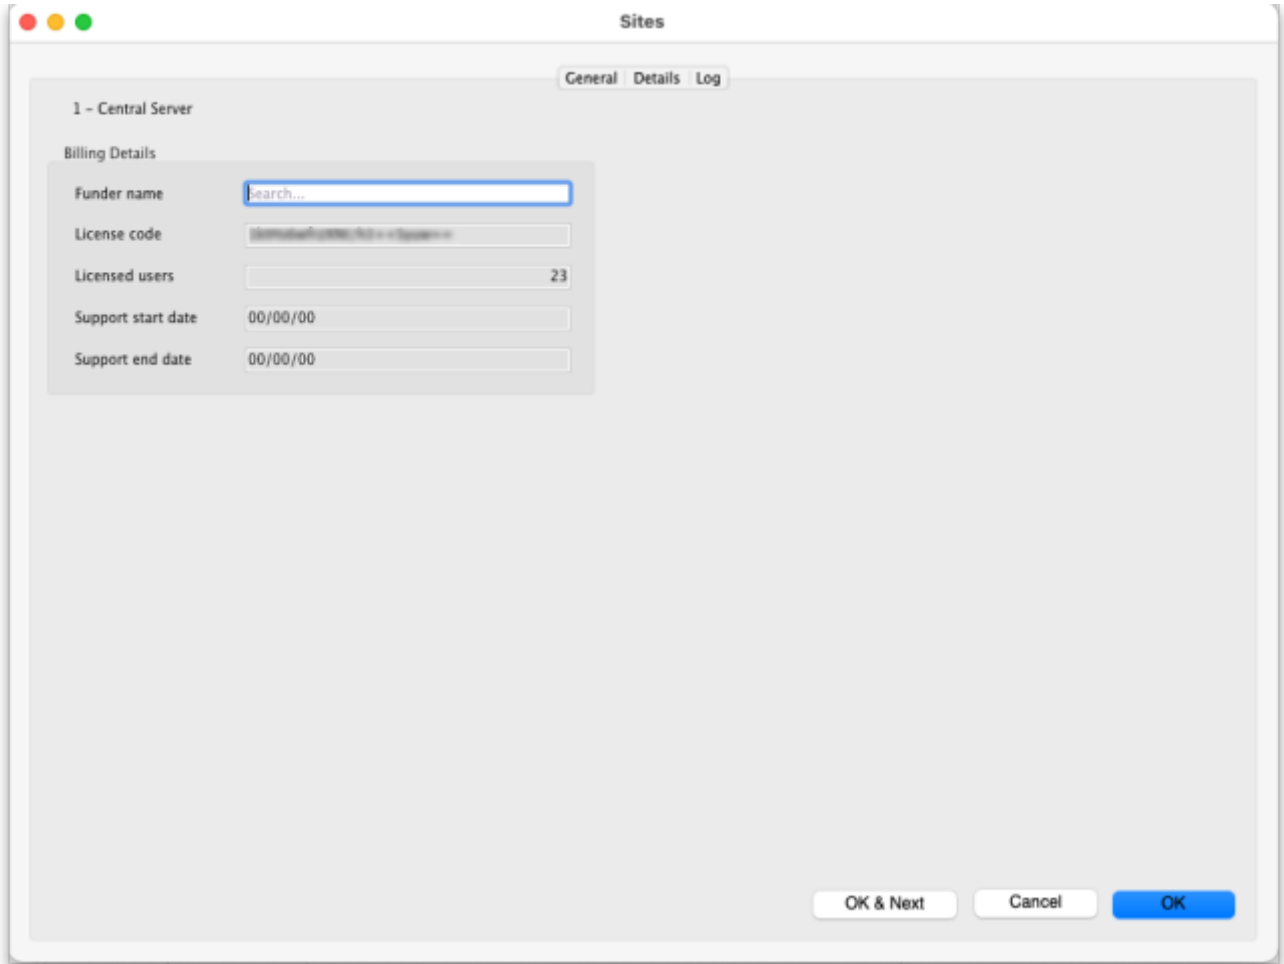 Sites
General Details Log
1 – Central Server
Billing Details
Funder name Search...
License code
Licensed users 23
Support start date 00/00/00
Support end date 00/00/00
OK & Next Cancel OK